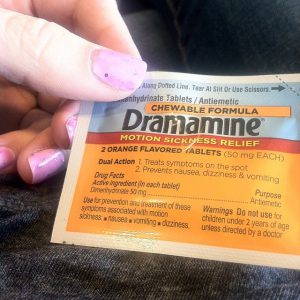 Along Dotted Line. Tear At Slit Or Use Scissors
enhydrinate Tablets / Antiemetic
CHEWABLE FORMULA
Dramamine
MOTION SICKNESS RELIEF
2 ORANGE FLAVORED TABLETS (50 mg EACH)
Dual Action 1. Treats symptoms on the spot
2. Prevents nausea, dizziness & vomiting
Drug Facts
Active ingredient (in each tablet)
Purpose
Dimenhydrinate 50 mg
Antiemetic
Use for prevention and treatment of these
symptoms associated with motion
sickness: ■ nausea ■ vomiting ■ dizziness.
Warnings Do not use for
children under 2 years of age
unless directed by a doctor